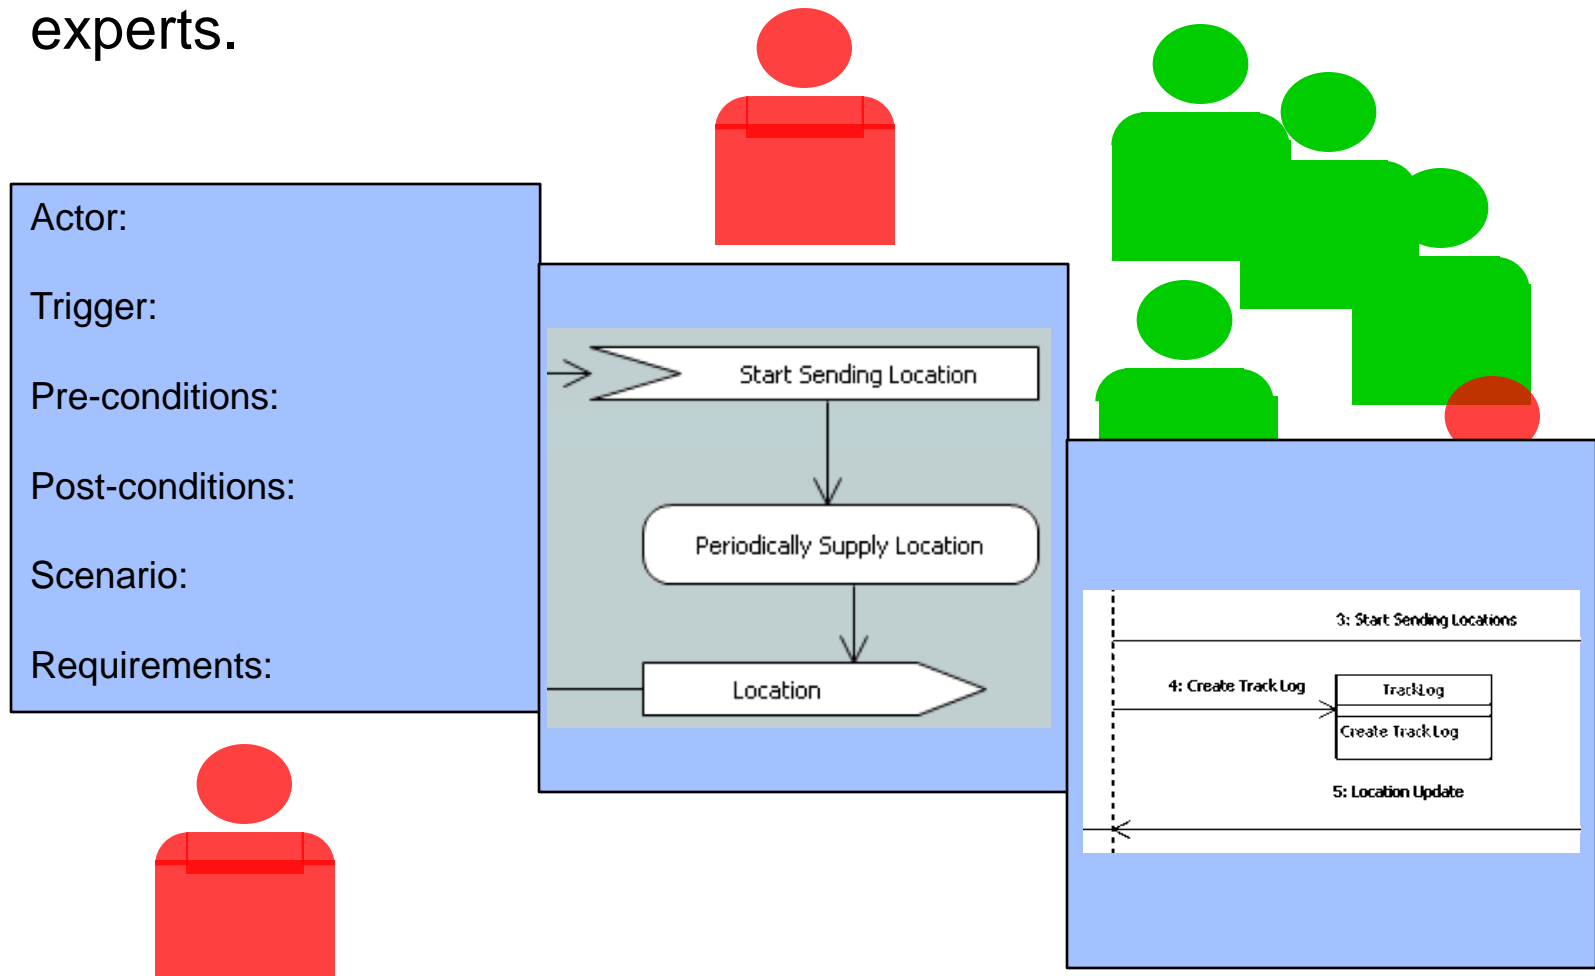 experts.
Actor:
Trigger:
Pre-conditions:
Post-conditions:
Scenario:
Requirements:
Start Sending Location
Periodically Supply Location
Location
3: Start Sending Locations
4: Create Track Log
TrackLog
Create Track Log
5: Location Update